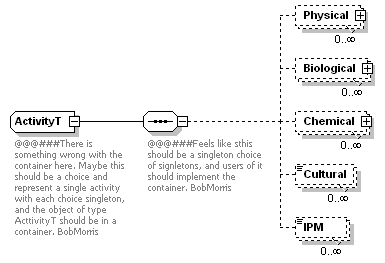 Physical
0..∞
Biological
0..∞
ActivityT
Chemical
0..∞
@@@###There is
something wrong with the
container here. Maybe this
should be a choice and
represent a single activity
with each choice singleton,
and the object of type
ActtivityT should be in a
container. BobMorris
@@@###Feels like sthis
should be a singleton choice
of signletons, and users of it
should implement the
container. BobMorris
Cultural
0..∞
IPM
0..∞